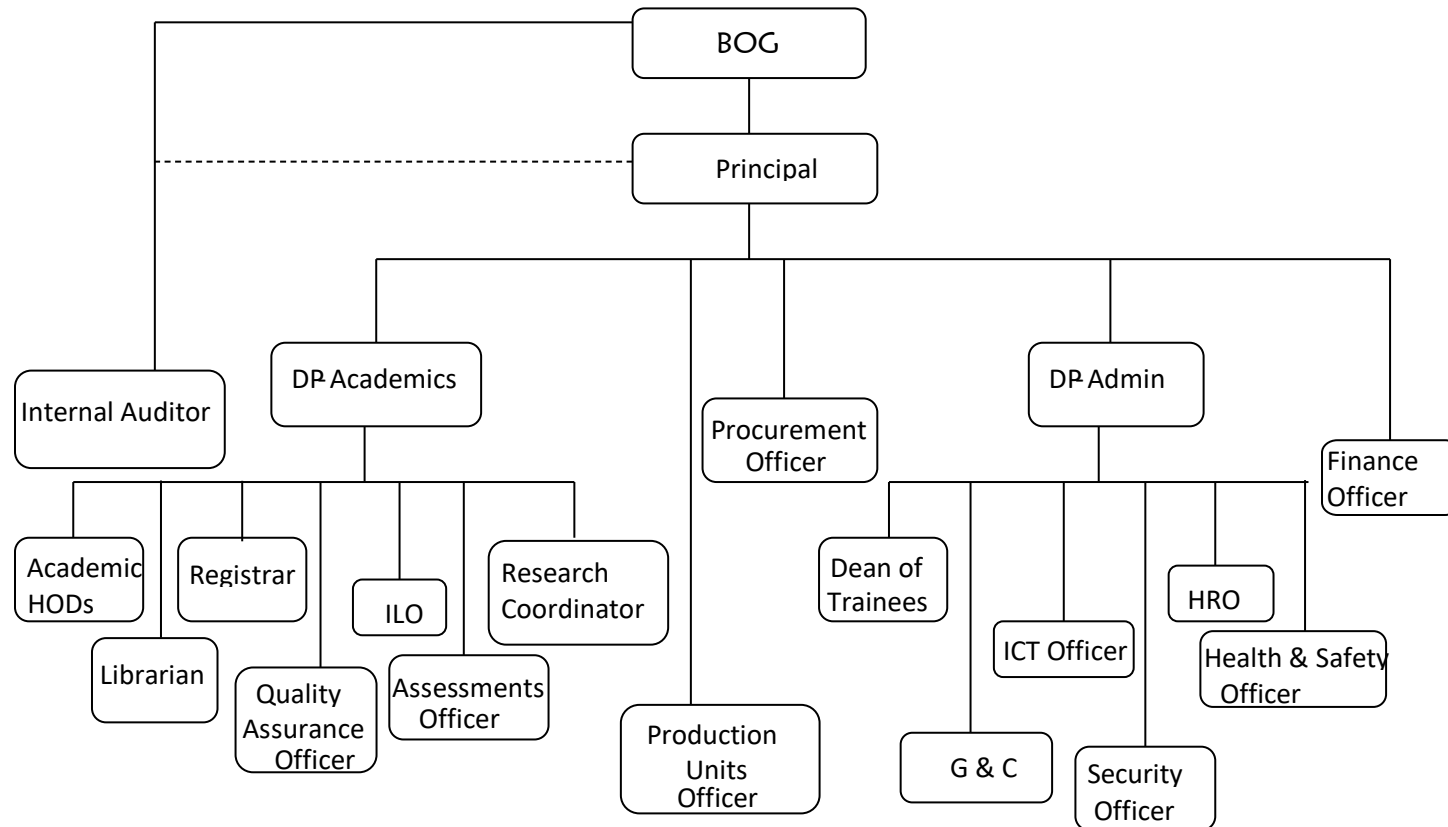 BOG
Principal
DP-Academics
DP-Admin
Internal Auditor
Procurement
Officer
Finance
Officer
Academic
HODs
Registrar
ILO
Research
Coordinator
Dean of
Trainees
HRO
Librarian
Quality
Assurance
Officer
Assessments
Officer
ICT Officer
Health & Safety
Officer
Production
Units
Officer
G & C
Security
Officer